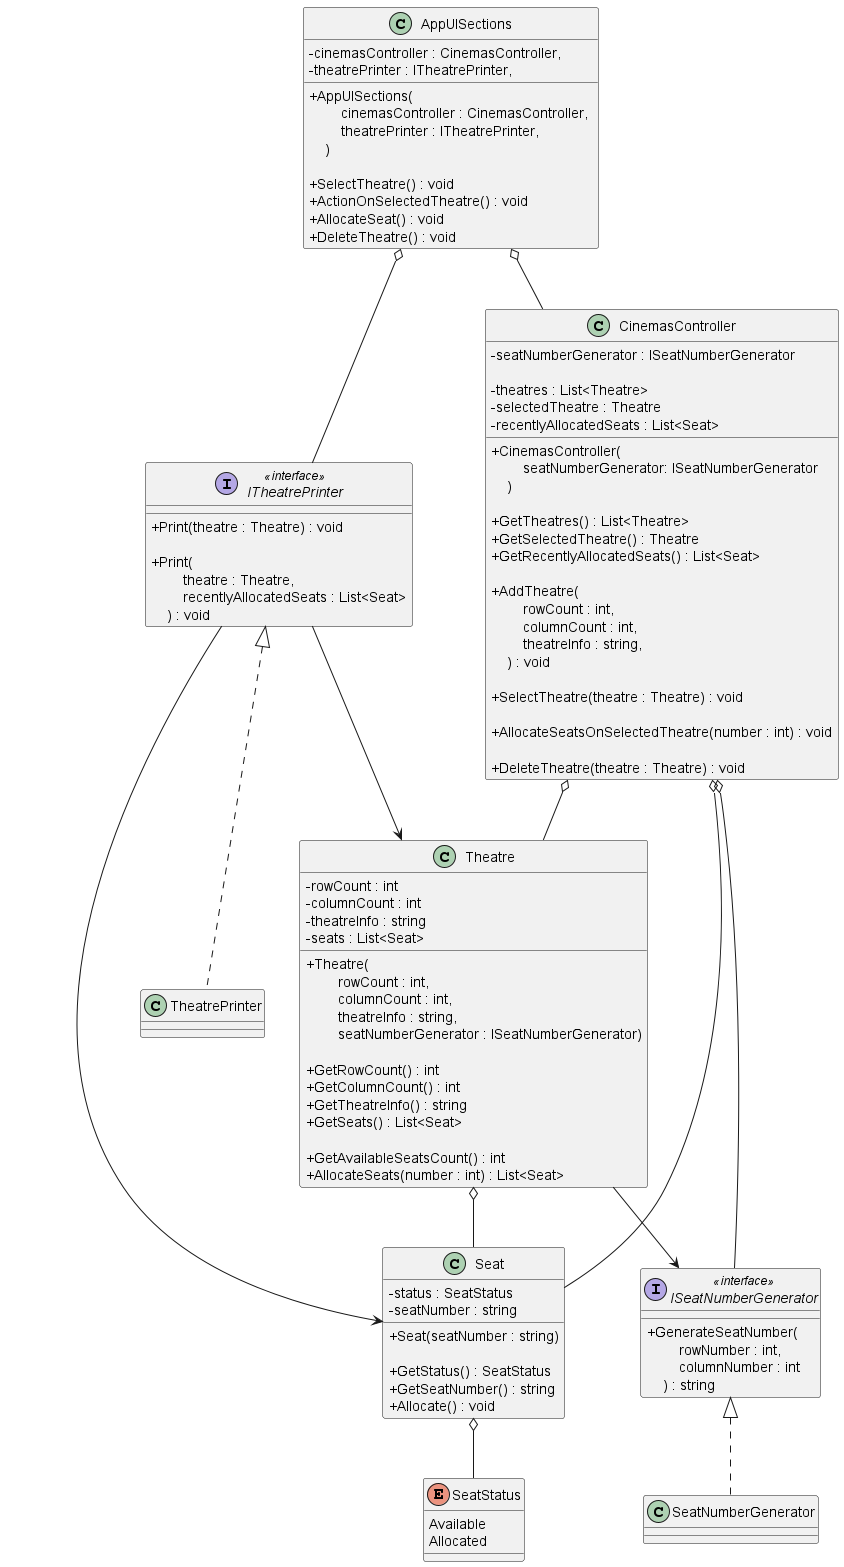 C AppUISections
-cinemasController : CinemasController,
-theatrePrinter : ITheatrePrinter,
+AppUISections(
cinemasController : CinemasController,
theatrePrinter : ITheatrePrinter,
)
+SelectTheatre() : void
+ActionOnSelectedTheatre() : void
+AllocateSeat() : void
+DeleteTheatre() : void
C CinemasController
-seatNumberGenerator : ISeatNumberGenerator
-theatres : List<Theatre>
-selectedTheatre : Theatre
-recentlyAllocatedSeats : List<Seat>
+CinemasController(
seatNumberGenerator: ISeatNumberGenerator
)
+GetTheatres() : List<Theatre>
+GetSelectedTheatre() : Theatre
+GetRecentlyAllocatedSeats() : List<Seat>
+AddTheatre(
rowCount : int,
columnCount : int,
theatreInfo : string,
) : void
+SelectTheatre(theatre : Theatre) : void
+AllocateSeatsOnSelectedTheatre(number : int) : void
+DeleteTheatre(theatre : Theatre) : void
«interface»
I ITheatrePrinter
+Print(theatre : Theatre) : void
+Print(
theatre : Theatre,
recentlyAllocatedSeats : List<Seat>
) : void
C Theatre
-rowCount : int
-columnCount : int
-theatreInfo : string
-seats : List<Seat>
+Theatre(
rowCount : int,
columnCount : int,
theatreInfo : string,
seatNumberGenerator : ISeatNumberGenerator)
+GetRowCount() : int
+GetColumnCount() : int
+GetTheatreInfo() : string
+GetSeats() : List<Seat>
+GetAvailableSeatsCount() : int
+AllocateSeats(number : int) : List<Seat>
C TheatrePrinter
C Seat
-status : SeatStatus
-seatNumber : string
+Seat(seatNumber : string)
+GetStatus() : SeatStatus
+GetSeatNumber() : string
+Allocate() : void
«interface»
I ISeatNumberGenerator
+GenerateSeatNumber(
rowNumber : int,
columnNumber : int
) : string
E SeatStatus
Available
Allocated
C SeatNumberGenerator